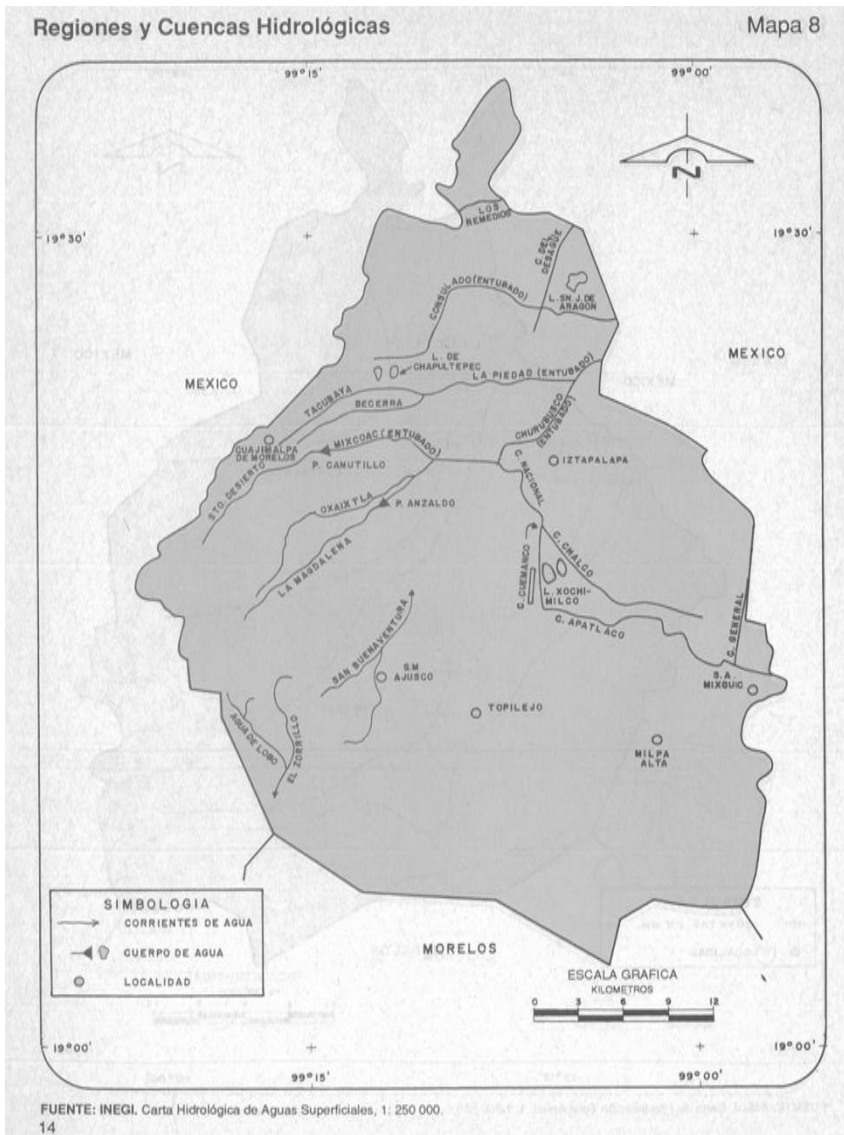 Regiones y Cuencas Hidrológicas
Mapa 8
99°15'
99°00'
N
LOS
REMEDIOS
19°30'
19°30'
C. DEL
DESAGUE
CONSULADO (ENTUBADO)
L. SN. J. DE
ARAGON
L. DE
CHAPULTEPEC
MEXICO
MEXICO
LA PIEDAD (ENTUBADO)
TACUBAYA
BECERRA
CHURUBUSCO
(ENTUBADO)
CUAJIMALPA
DE MORELOS
MIXCOAC (ENTUBADO)
IZTAPALAPA
P. CANUTILLO
STO. DESIERTO
C. NACIONAL
OXAIXTLA
P. ANZALDO
LA MAGDALENA
C. CHALCO
C. CUEMANCO
L. XOCHI-
MILCO
C. APATLACO
C. GENERAL
SAN BUENAVENTURA
S.M
AJUSCO
S. A.
MIXQUIC
TOPILEJO
AGUA DE LOBO
EL ZORRILLO
MILPA
ALTA
SIMBOLOGIA
CORRIENTES DE AGUA
CUERPO DE AGUA
LOCALIDAD
MORELOS
ESCALA GRAFICA
KILOMETROS
0 3 6 9 12
19°00'
19°00'
99°15'
99°00'
FUENTE: INEGI. Carta Hidrológica de Aguas Superficiales, 1: 250 000.
14